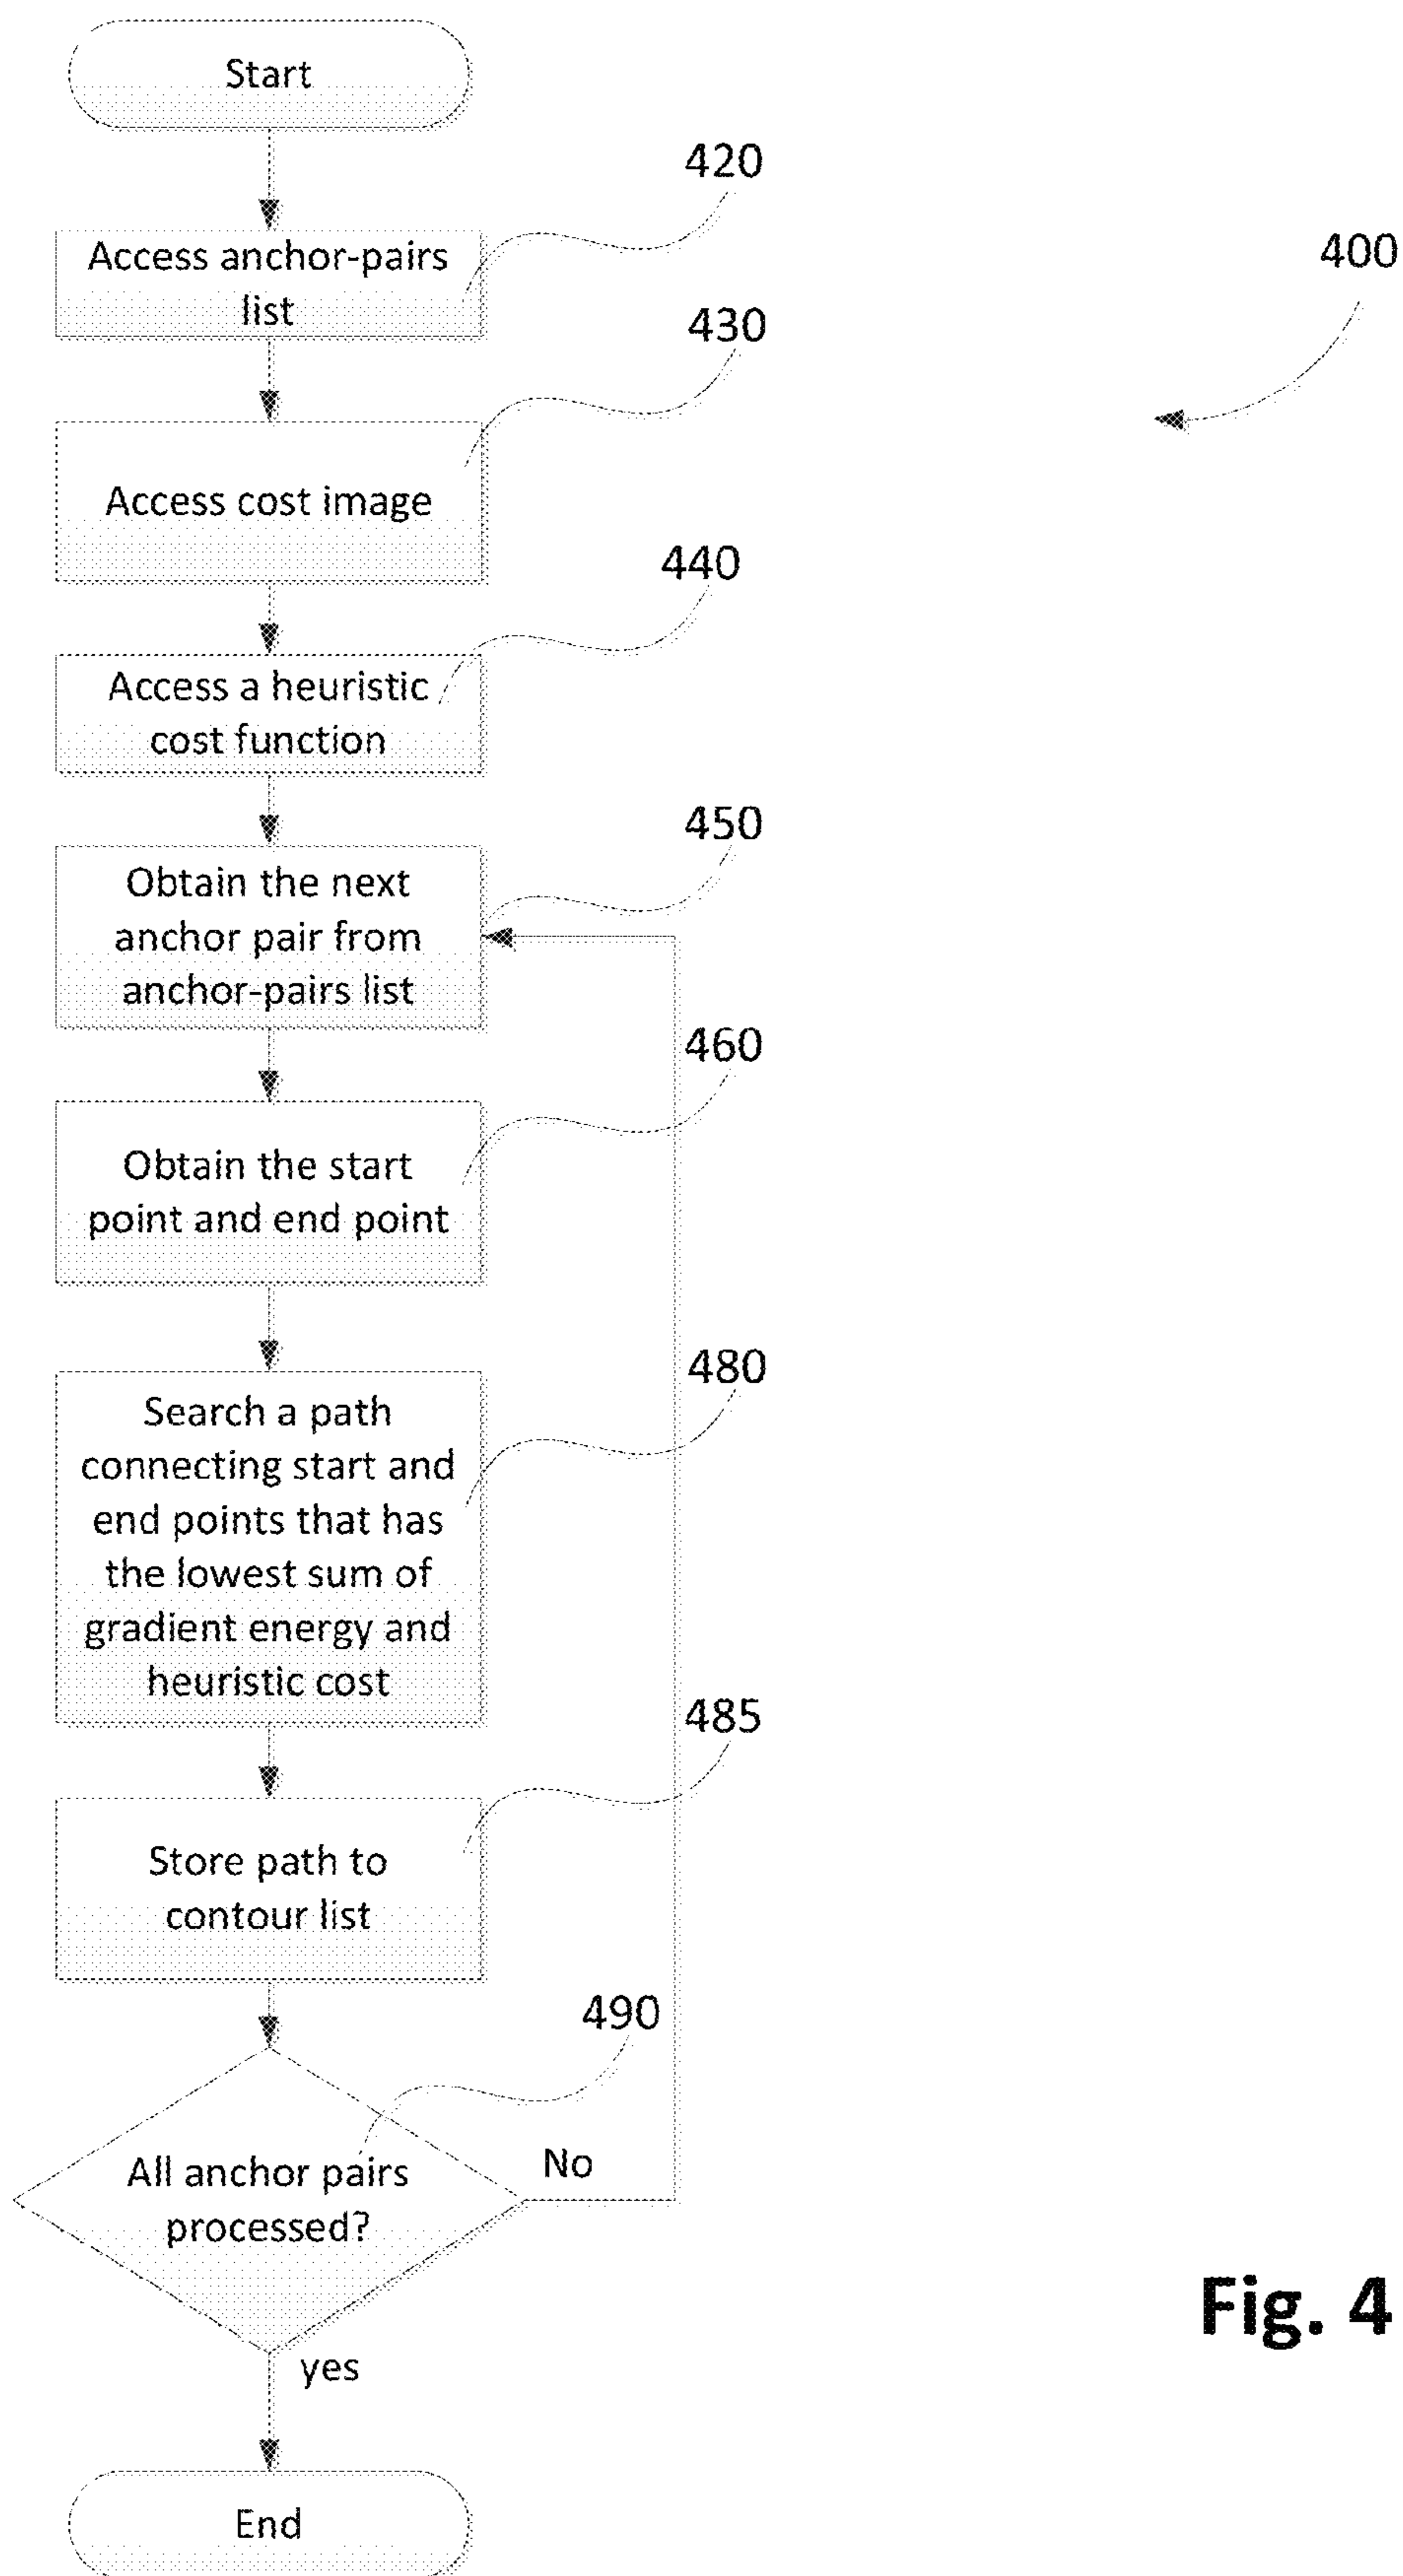 Start
420
Access anchor-pairs
list
400
430
Access cost image
440
Access a heuristic
cost function
450
Obtain the next
anchor pair from
anchor-pairs list
460
Obtain the start
point and end point
480
Search a path
connecting start and
end points that has
the lowest sum of
gradient energy and
heuristic cost
485
Store path to
contour list
490
All anchor pairs
processed?
No
yes
Fig. 4
End